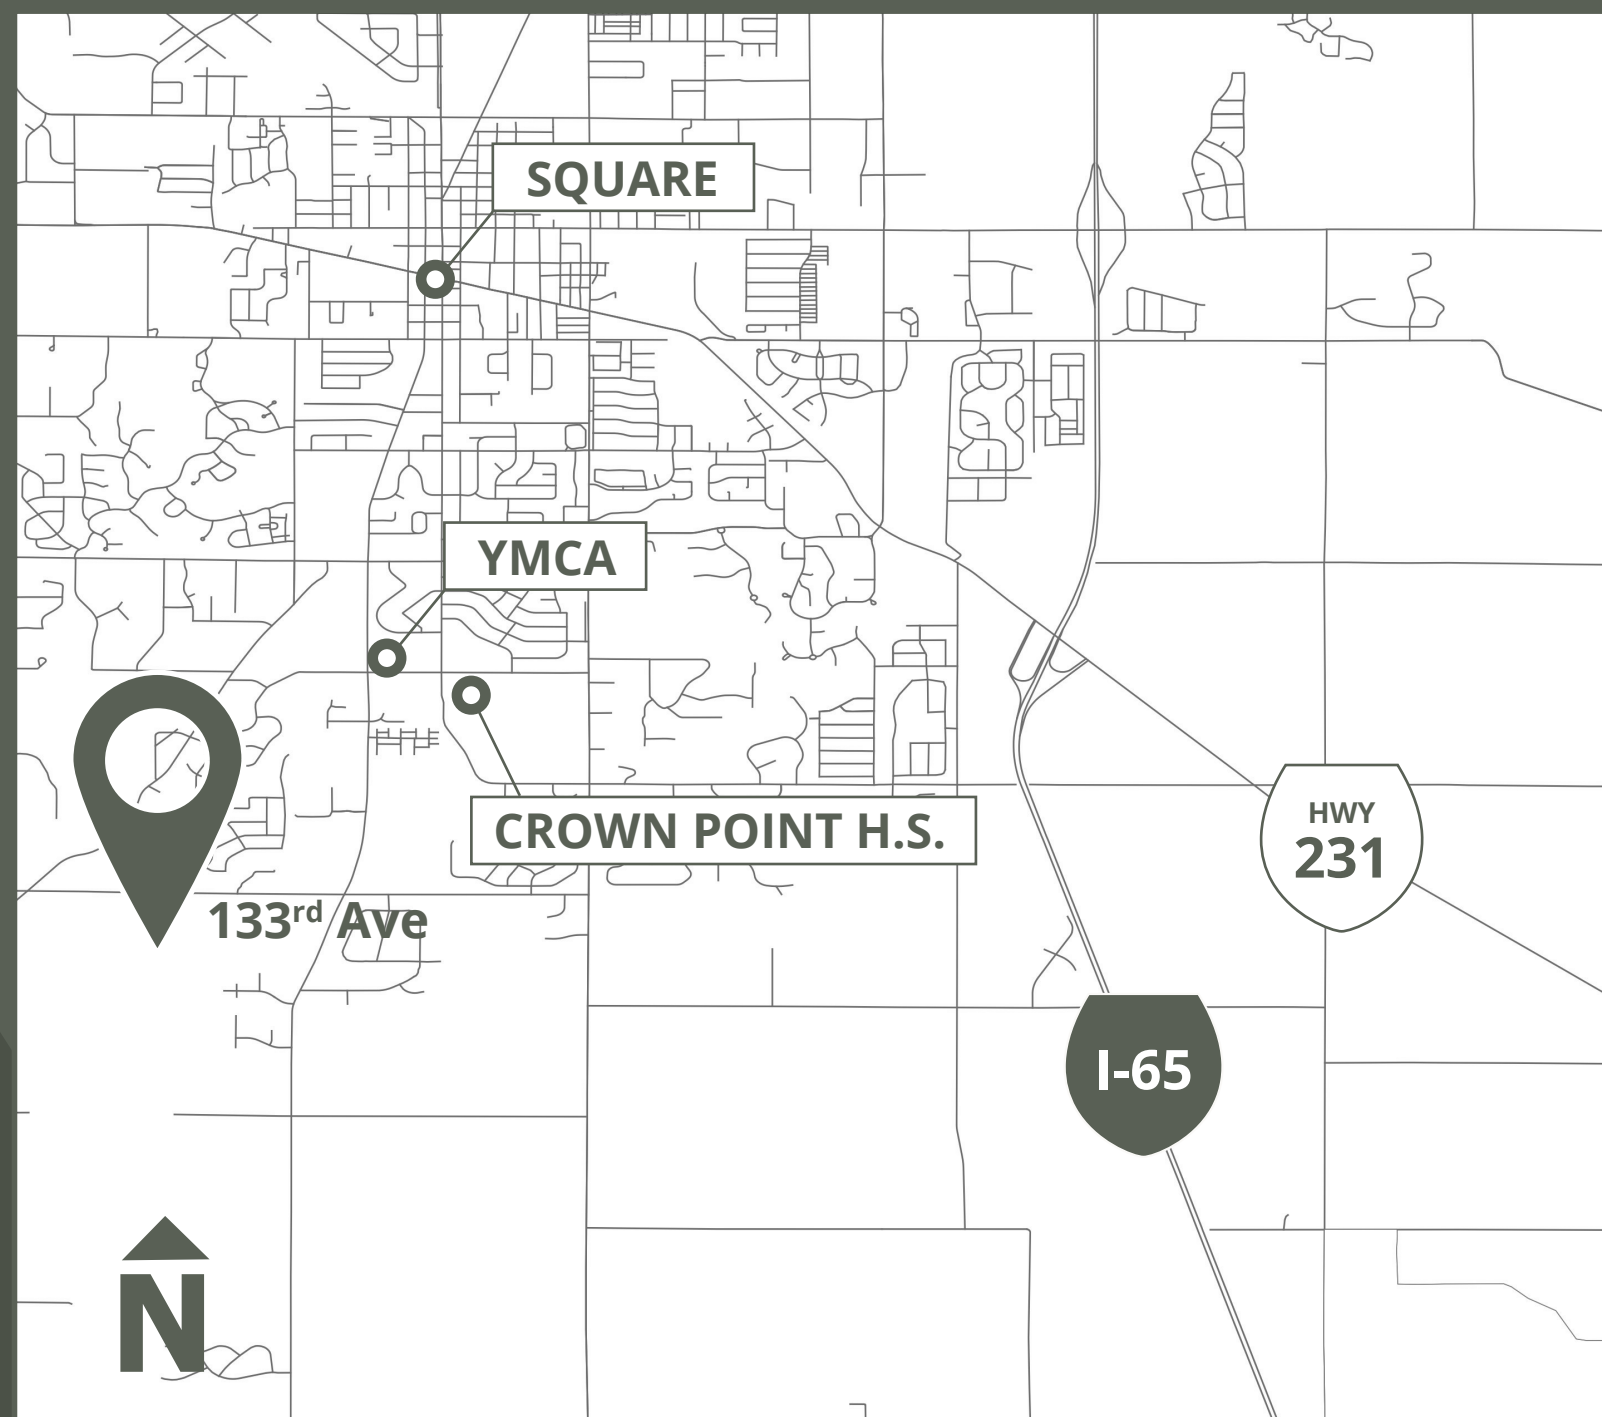 SQUARE
YMCA
CROWN POINT H.S.
HWY
231
133rd Ave
I-65
N